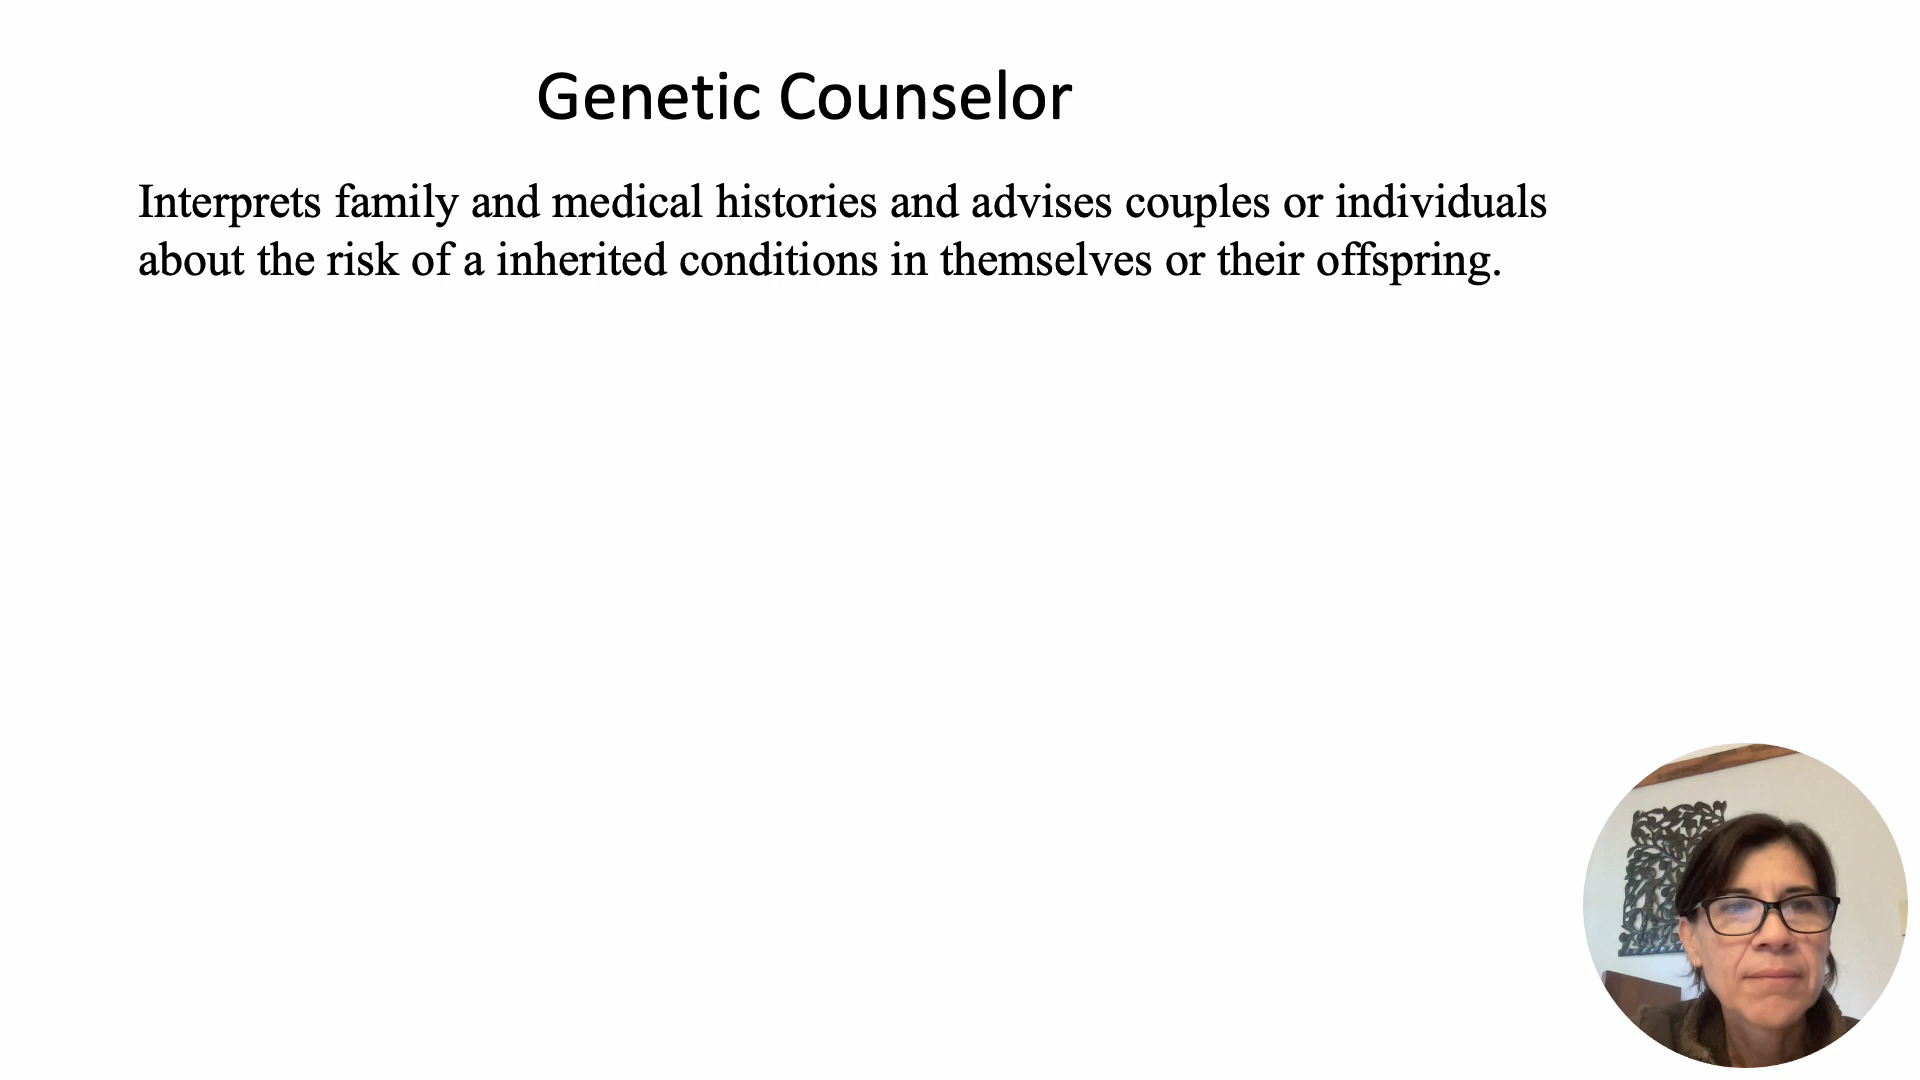 Genetic Counselor
Interprets family and medical histories and advises couples or individuals
about the risk of a inherited conditions in themselves or their offspring.